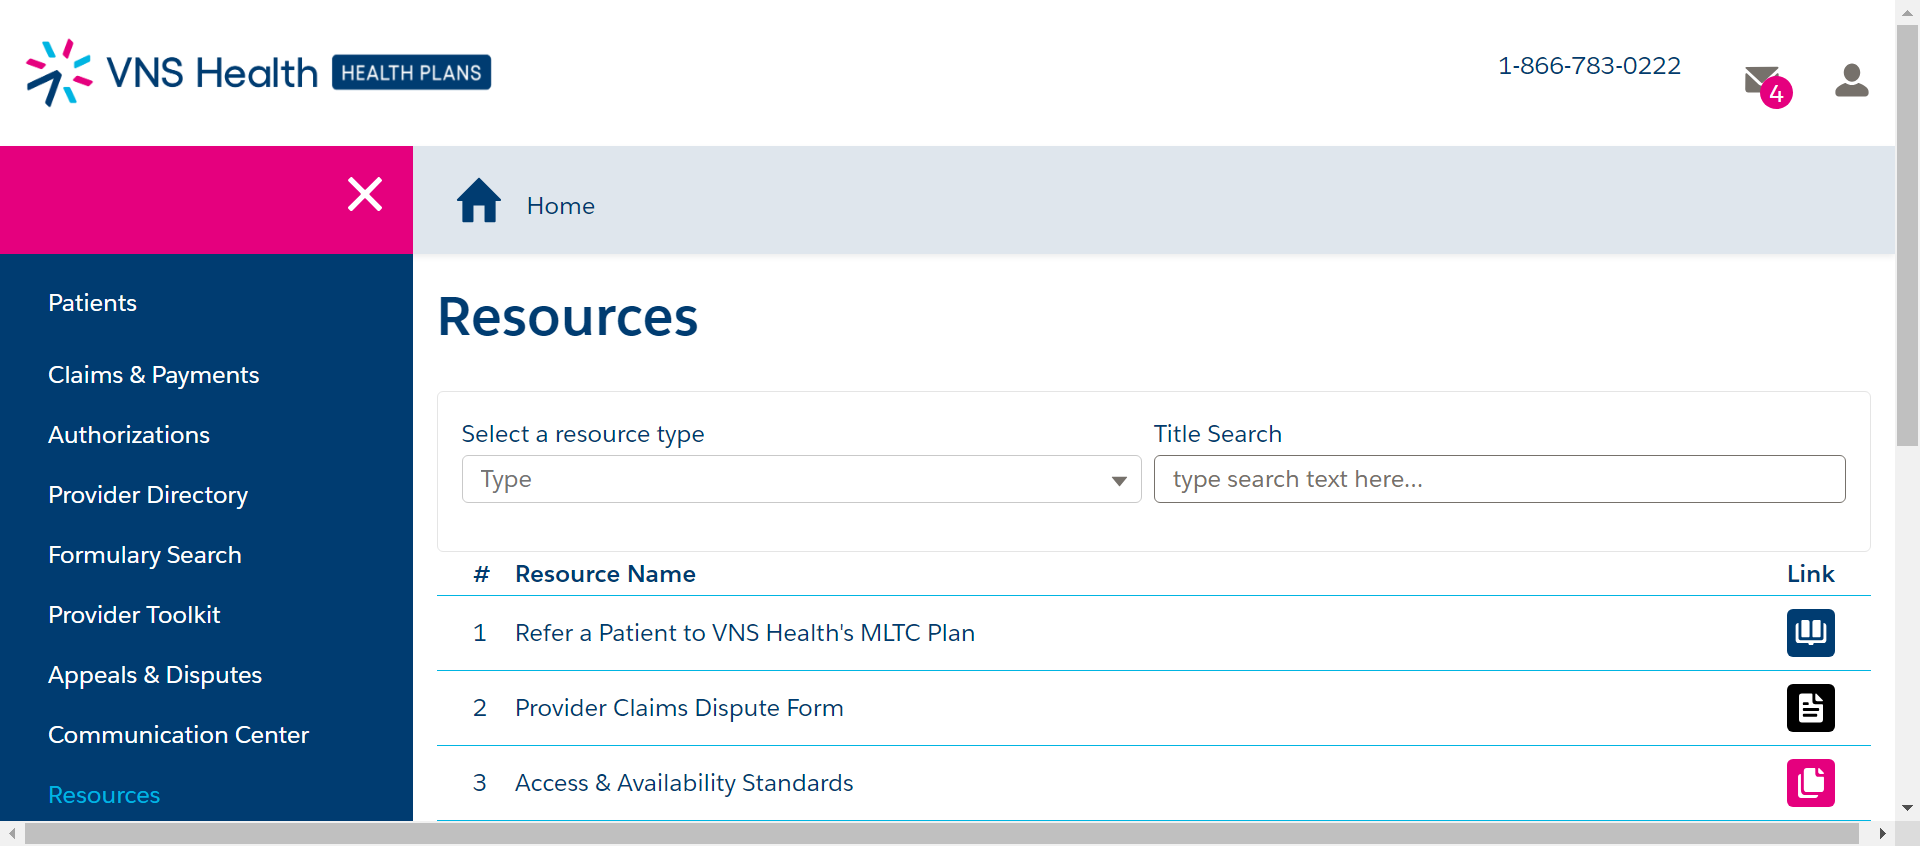 VNS Health HEALTH PLANS
1-866-783-0222
4
Home
Patients
Claims & Payments
Authorizations
Provider Directory
Formulary Search
Provider Toolkit
Appeals & Disputes
Communication Center
Resources
Resources
Select a resource type
Type
Title Search
type search text here...
# Resource Name Link
1 Refer a Patient to VNS Health's MLTC Plan
2 Provider Claims Dispute Form
3 Access & Availability Standards